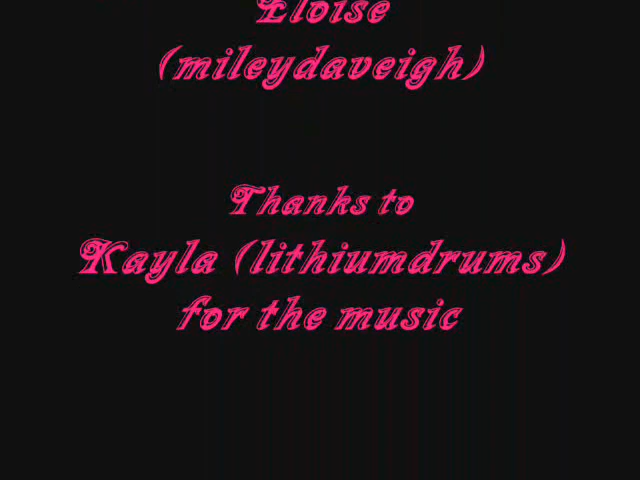 Eloise
(mileydaveigh)
Thanks to
Kayla (lithiumdrums)
for the music